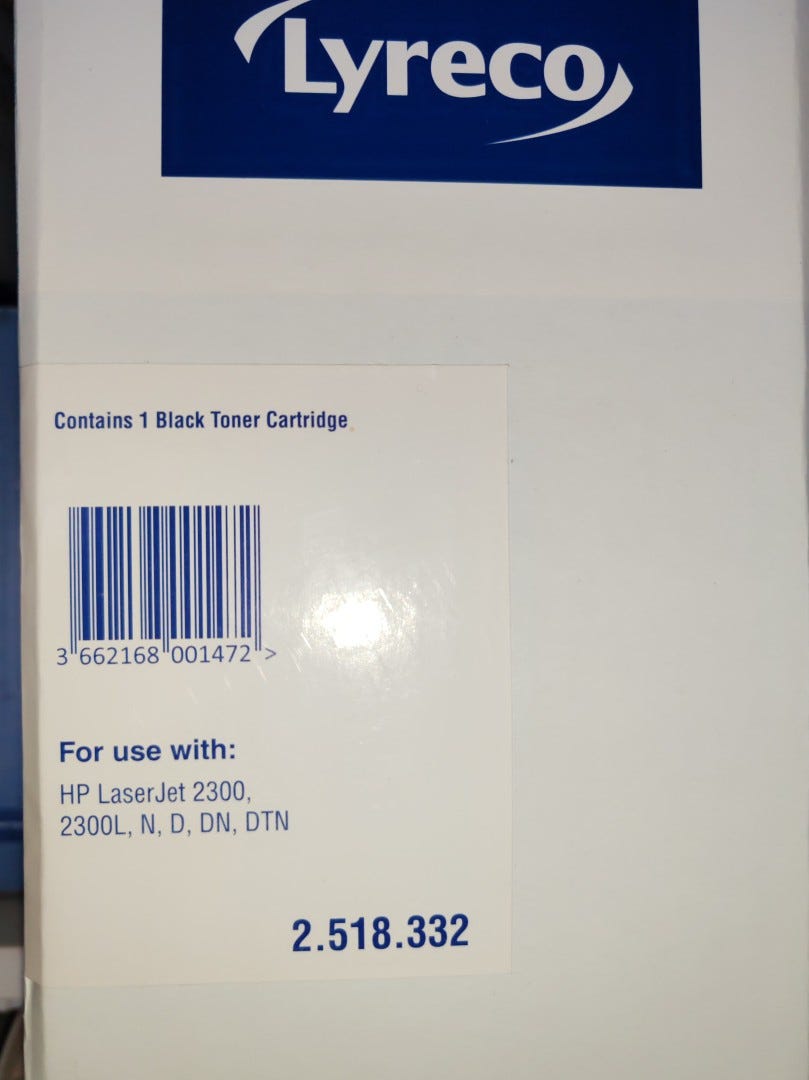 Lyreco
Contains 1 Black Toner Cartridge
3 662168 001472 >
For use with:
HP LaserJet 2300,
2300L, N, D, DN, DTN
2.518.332